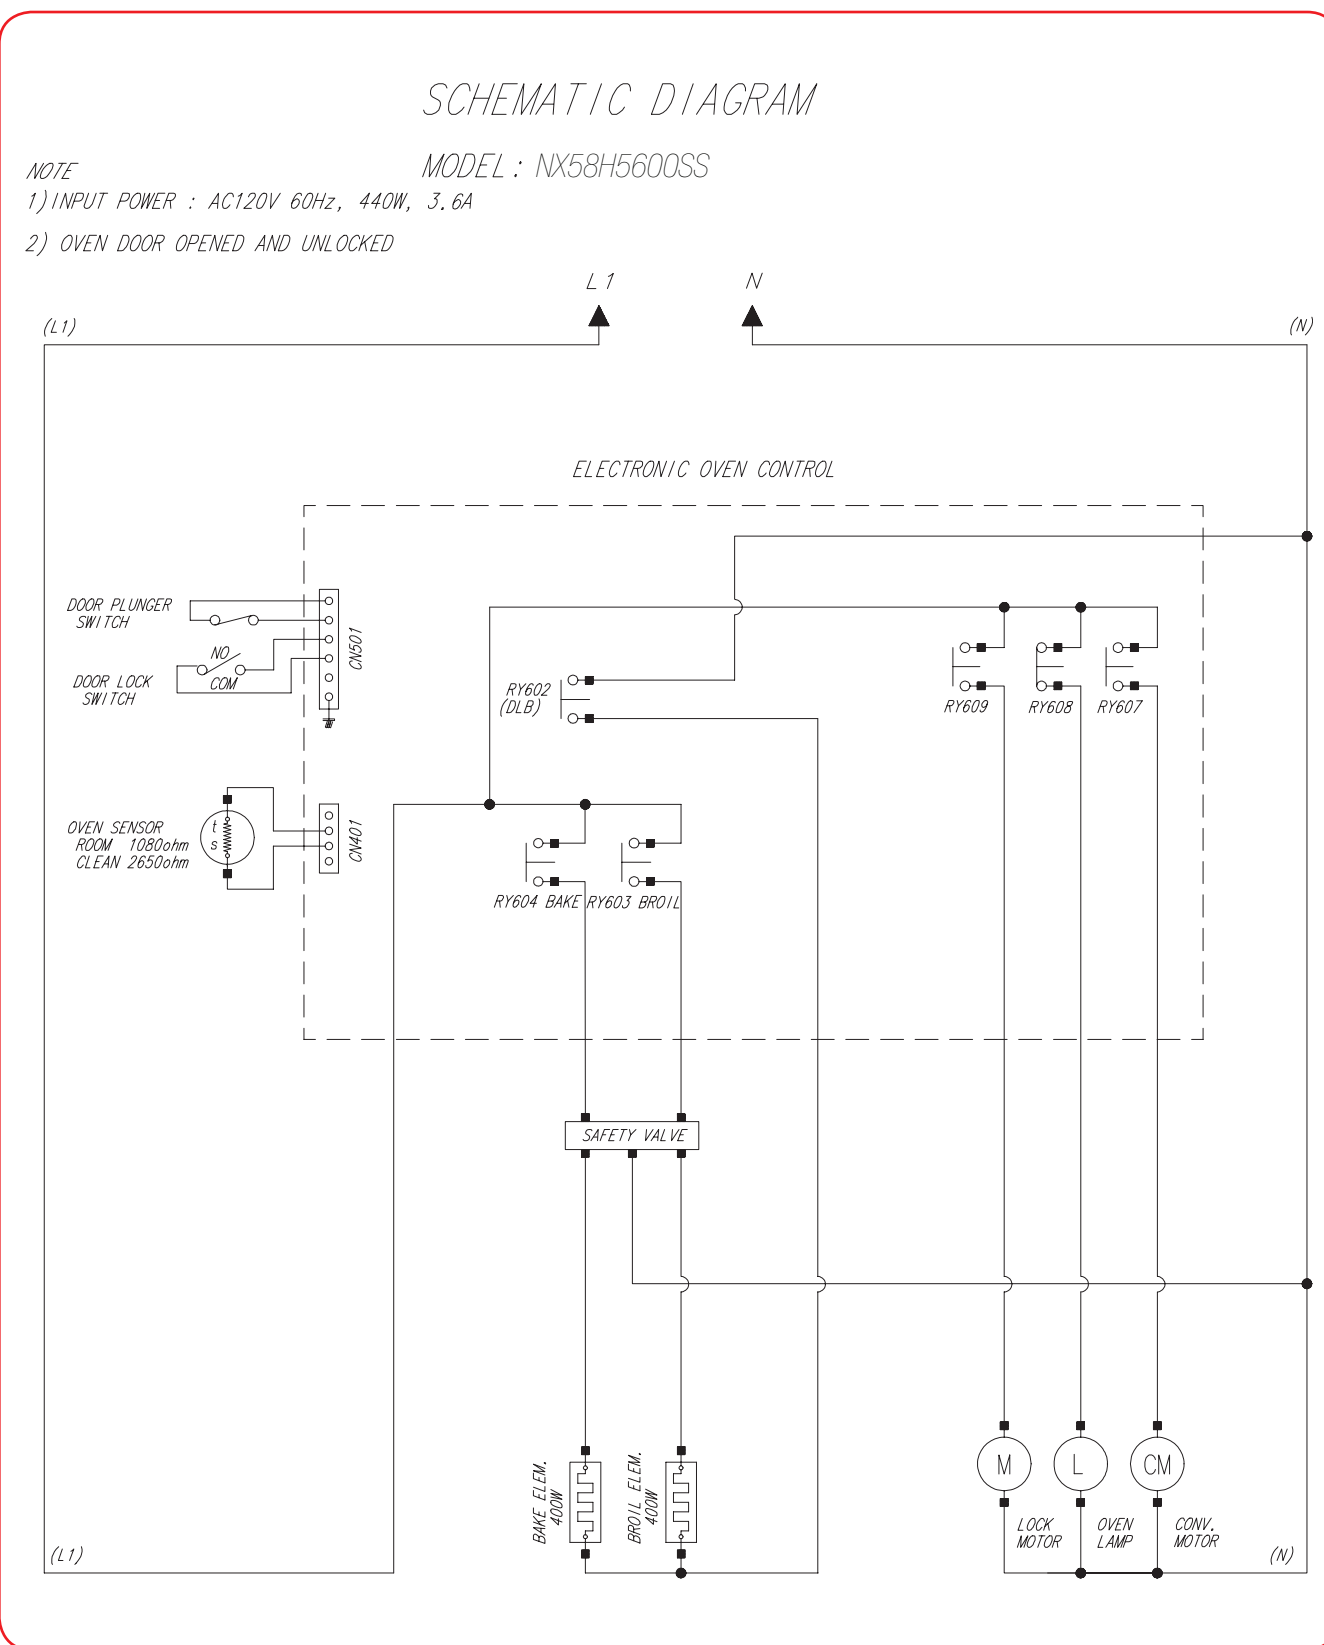 SCHEMATIC DIAGRAM
MODEL : NX58H5600SS
NOTE
1)INPUT POWER : AC120V 60Hz, 440W, 3.6A
2) OVEN DOOR OPENED AND UNLOCKED
L1
N
(L1)
(N)
ELECTRONIC OVEN CONTROL
DOOR PLUNGER
SWITCH
CN501
NO
COM
DOOR LOCK
SWITCH
RY602
(DLB)
RY609
RY608
RY607
OVEN SENSOR
ROOM 1080ohm
CLEAN 2650ohm
t
s
CN401
RY604 BAKE
RY603 BROIL
SAFETY VALVE
BAKE ELEM.
400W
BROIL ELEM.
400W
M
L
CM
LOCK
MOTOR
OVEN
LAMP
CONV.
MOTOR
(L1)
(N)